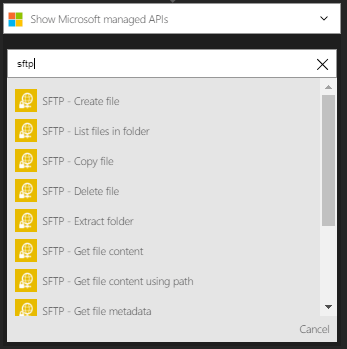 Show Microsoft managed APIs
sftp
SFTP - Create file
SFTP - List files in folder
SFTP - Copy file
SFTP - Delete file
SFTP - Extract folder
SFTP - Get file content
SFTP - Get file content using path
SFTP - Get file metadata
Cancel